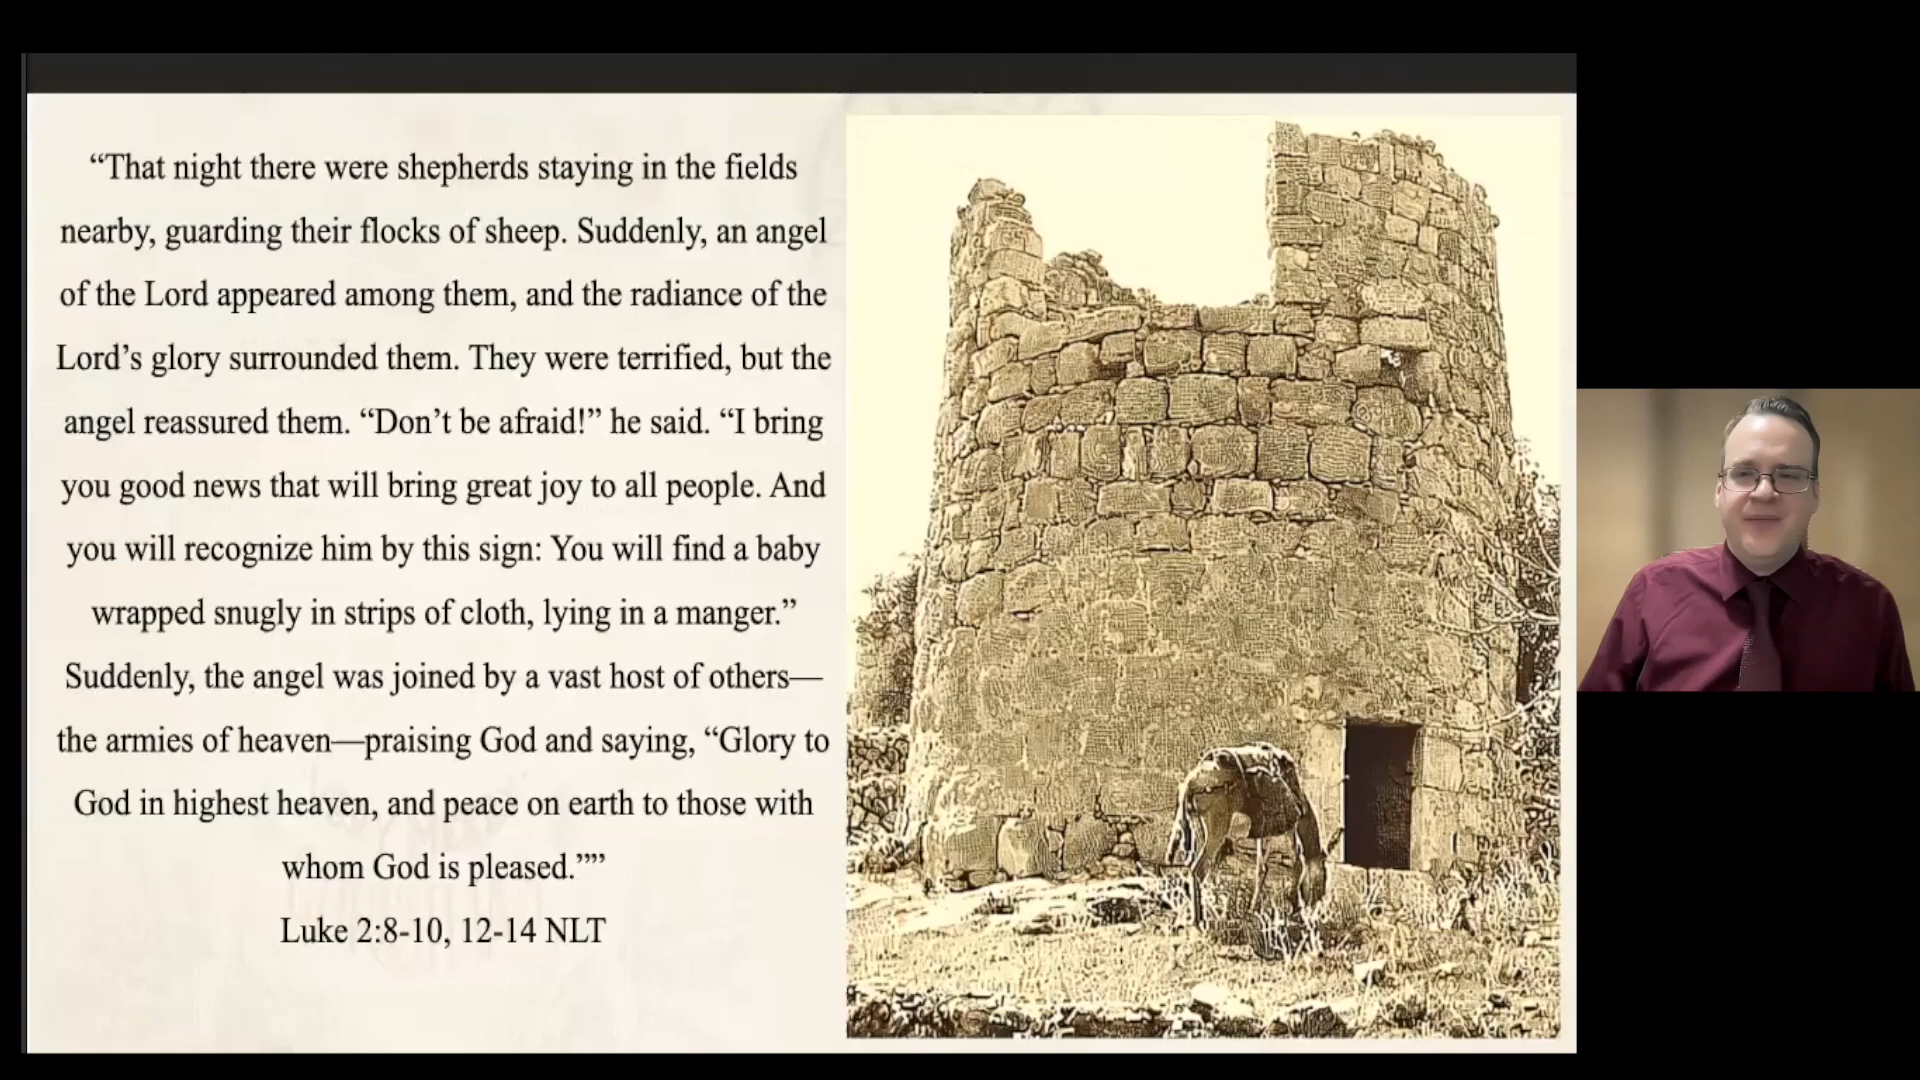 “That night there were shepherds staying in the fields
nearby, guarding their flocks of sheep. Suddenly, an angel
of the Lord appeared among them, and the radiance of the
Lord’s glory surrounded them. They were terrified, but the
angel reassured them. “Don’t be afraid!” he said. “I bring
you good news that will bring great joy to all people. And
you will recognize him by this sign: You will find a baby
wrapped snugly in strips of cloth, lying in a manger.”
Suddenly, the angel was joined by a vast host of others—
the armies of heaven—praising God and saying, “Glory to
God in highest heaven, and peace on earth to those with
whom God is pleased.””
Luke 2:8-10, 12-14 NLT